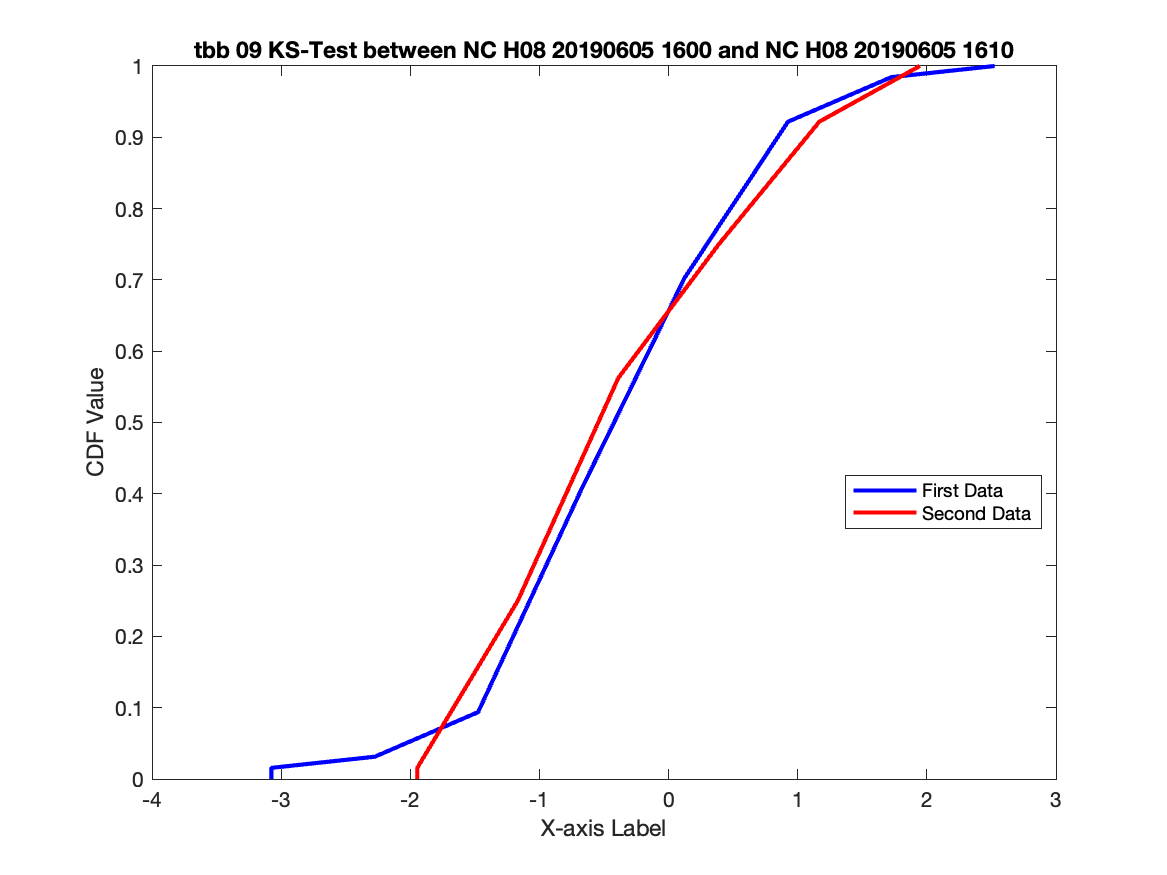 tbb 09 KS-Test between NC H08 20190605 1600 and NC H08 20190605 1610
1
0.9
0.8
0.7
0.6
0.5
0.4
0.3
0.2
0.1
0
CDF Value
First Data
Second Data
-4 -3 -2 -1 0 1 2 3
X-axis Label